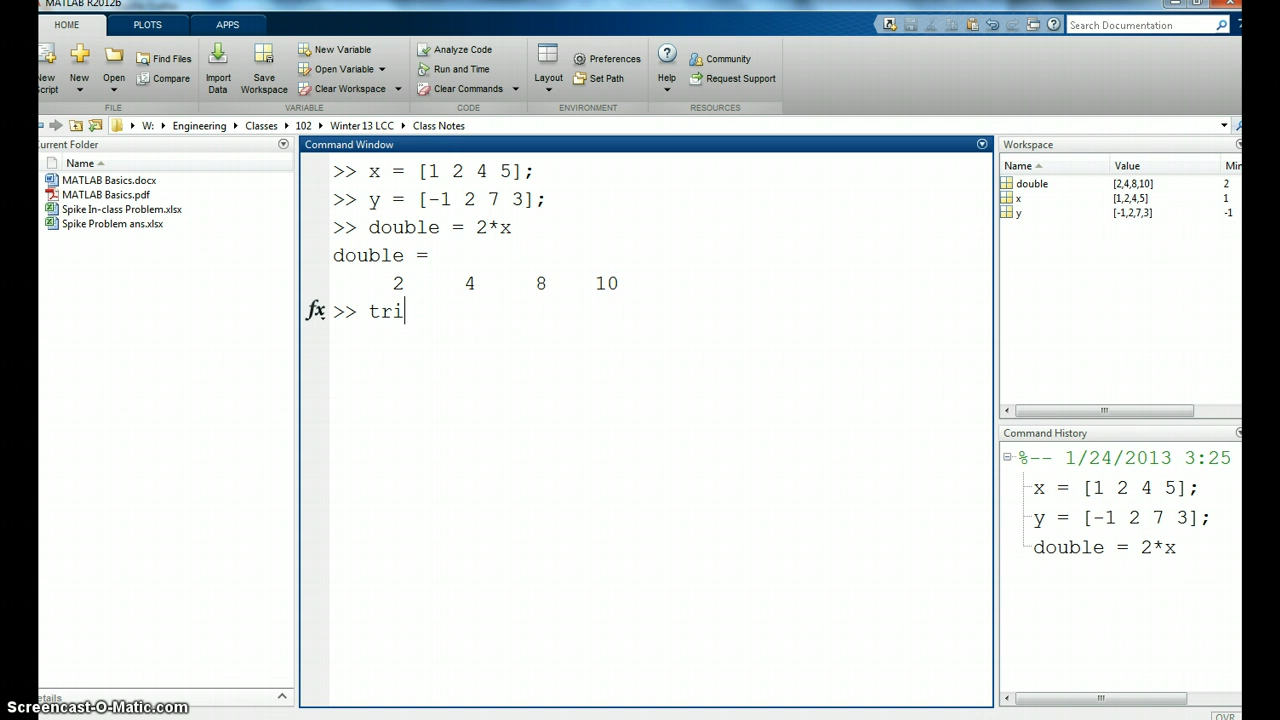 MATLAB R2012b
HOME PLOTS APPS
Search Documentation
New Script
New
Open
Find Files
Compare
Import Data
Save Workspace
New Variable
Open Variable
Clear Workspace
Analyze Code
Run and Time
Clear Commands
Layout
Preferences
Set Path
Help
Community
Request Support
FILE VARIABLE CODE ENVIRONMENT RESOURCES
W: Engineering Classes 102 Winter 13 LCC Class Notes
urrent Folder
Name
MATLAB Basics.docx
MATLAB Basics.pdf
Spike In-class Problem.xlsx
Spike Problem ans.xlsx
etails
Command Window
>> x = [1 2 4 5];
>> y = [-1 2 7 3];
>> double = 2*x
double =
2 4 8 10
fx >> tri
Workspace
Name Value Min
double [2,4,8,10] 2
x [1,2,4,5] 1
y [-1,2,7,3] -1
Command History
%-- 1/24/2013 3:25
x = [1 2 4 5];
y = [-1 2 7 3];
double = 2*x
OVR
Screencast-O-Matic.com